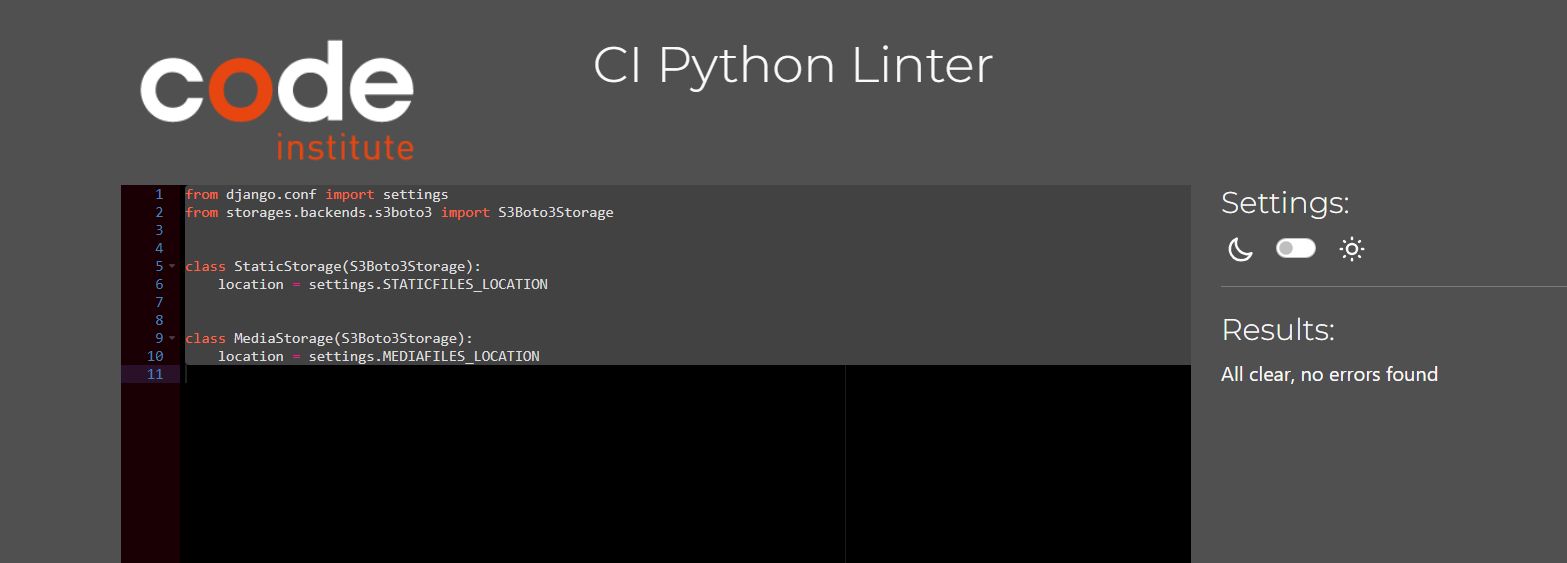 code
institute
CI Python Linter
1 from django.conf import settings
2 from storages.backends.s3boto3 import S3Boto3Storage
3
4
5 class StaticStorage(S3Boto3Storage):
6     location = settings.STATICFILES_LOCATION
7
8
9 class MediaStorage(S3Boto3Storage):
10     location = settings.MEDIAFILES_LOCATION
11
Settings:
Results:
All clear, no errors found